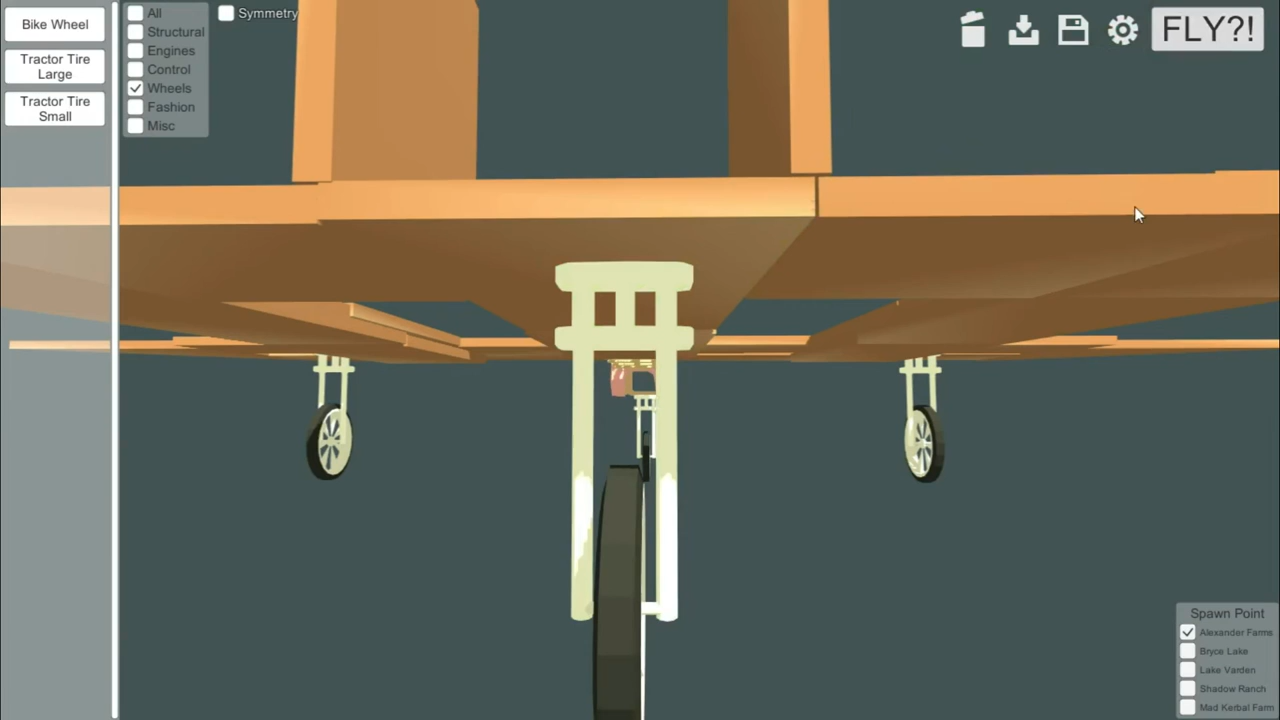 Bike Wheel
Tractor Tire
Large
Tractor Tire
Small
All
Structural
Engines
Control
Wheels
Fashion
Misc
Symmetry
FLY?!
Spawn Point
Alexander Farms
Bryce Lake
Lake Varden
Shadow Ranch
Mad Kerbal Farm